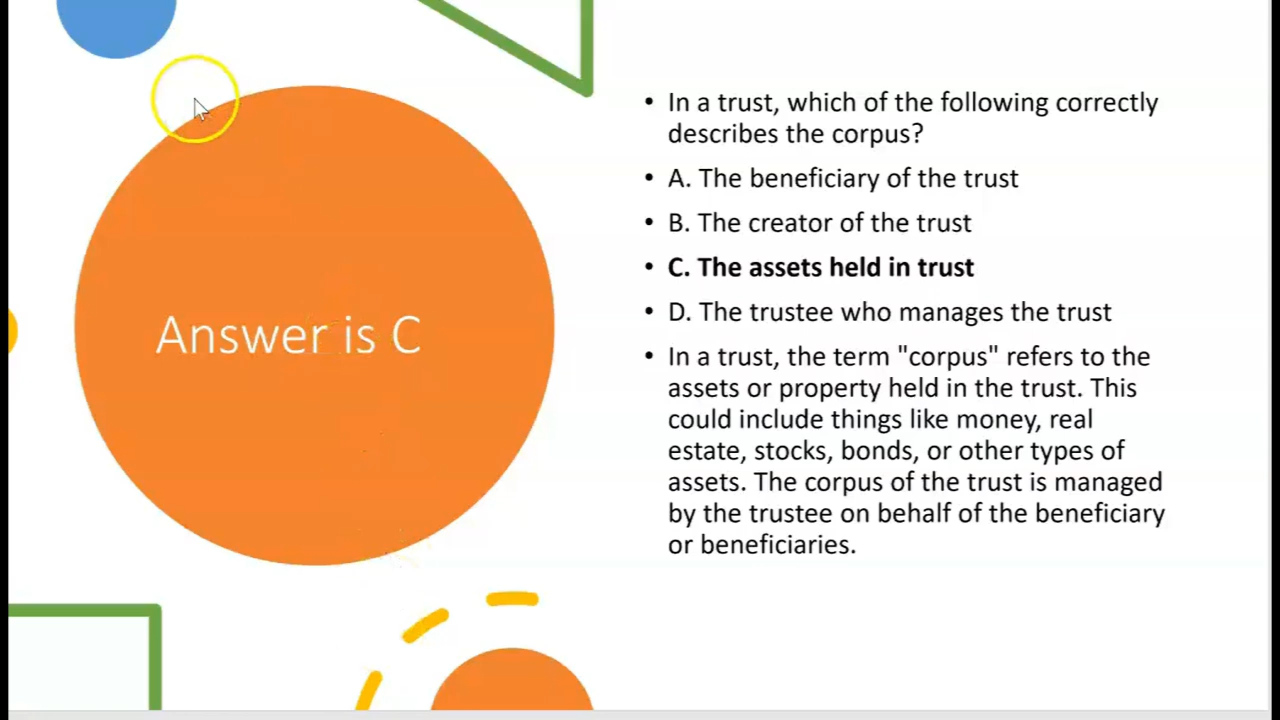 Answer is C
• In a trust, which of the following correctly
describes the corpus?
• A. The beneficiary of the trust
• B. The creator of the trust
• C. The assets held in trust
• D. The trustee who manages the trust
• In a trust, the term "corpus" refers to the
assets or property held in the trust. This
could include things like money, real
estate, stocks, bonds, or other types of
assets. The corpus of the trust is managed
by the trustee on behalf of the beneficiary
or beneficiaries.